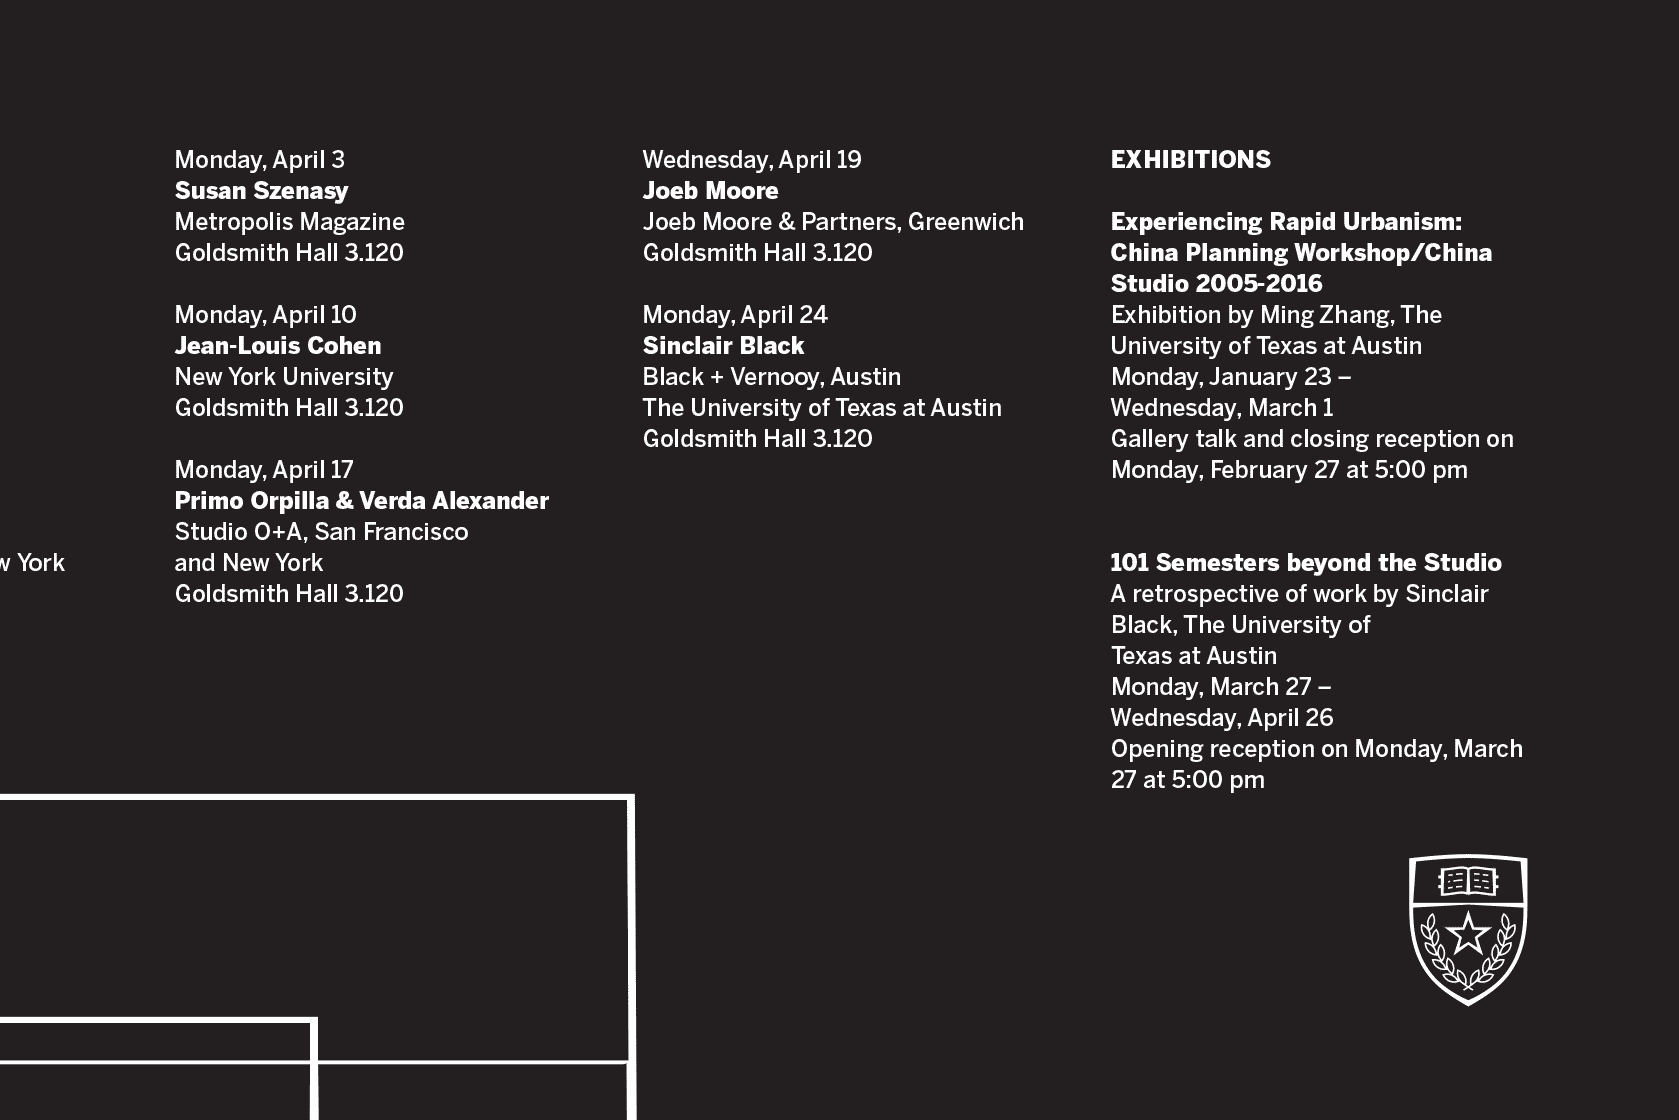 w York
Monday, April 3
Susan Szenasy
Metropolis Magazine
Goldsmith Hall 3.120
Monday, April 10
Jean-Louis Cohen
New York University
Goldsmith Hall 3.120
Monday, April 17
Primo Orpilla & Verda Alexander
Studio O+A, San Francisco
and New York
Goldsmith Hall 3.120
Wednesday, April 19
Joeb Moore
Joeb Moore & Partners, Greenwich
Goldsmith Hall 3.120
Monday, April 24
Sinclair Black
Black + Vernooy, Austin
The University of Texas at Austin
Goldsmith Hall 3.120
EXHIBITIONS
Experiencing Rapid Urbanism:
China Planning Workshop/China
Studio 2005-2016
Exhibition by Ming Zhang, The
University of Texas at Austin
Monday, January 23 –
Wednesday, March 1
Gallery talk and closing reception on
Monday, February 27 at 5:00 pm
101 Semesters beyond the Studio
A retrospective of work by Sinclair
Black, The University of
Texas at Austin
Monday, March 27 –
Wednesday, April 26
Opening reception on Monday, March
27 at 5:00 pm